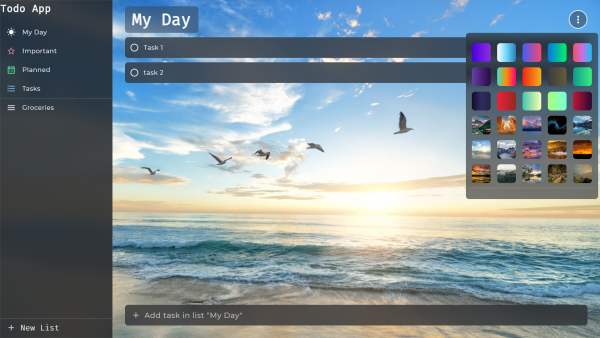 Todo App
My Day
Important
Planned
Tasks
Groceries
+ New List
My Day
Task 1
task 2
+ Add task in list "My Day"